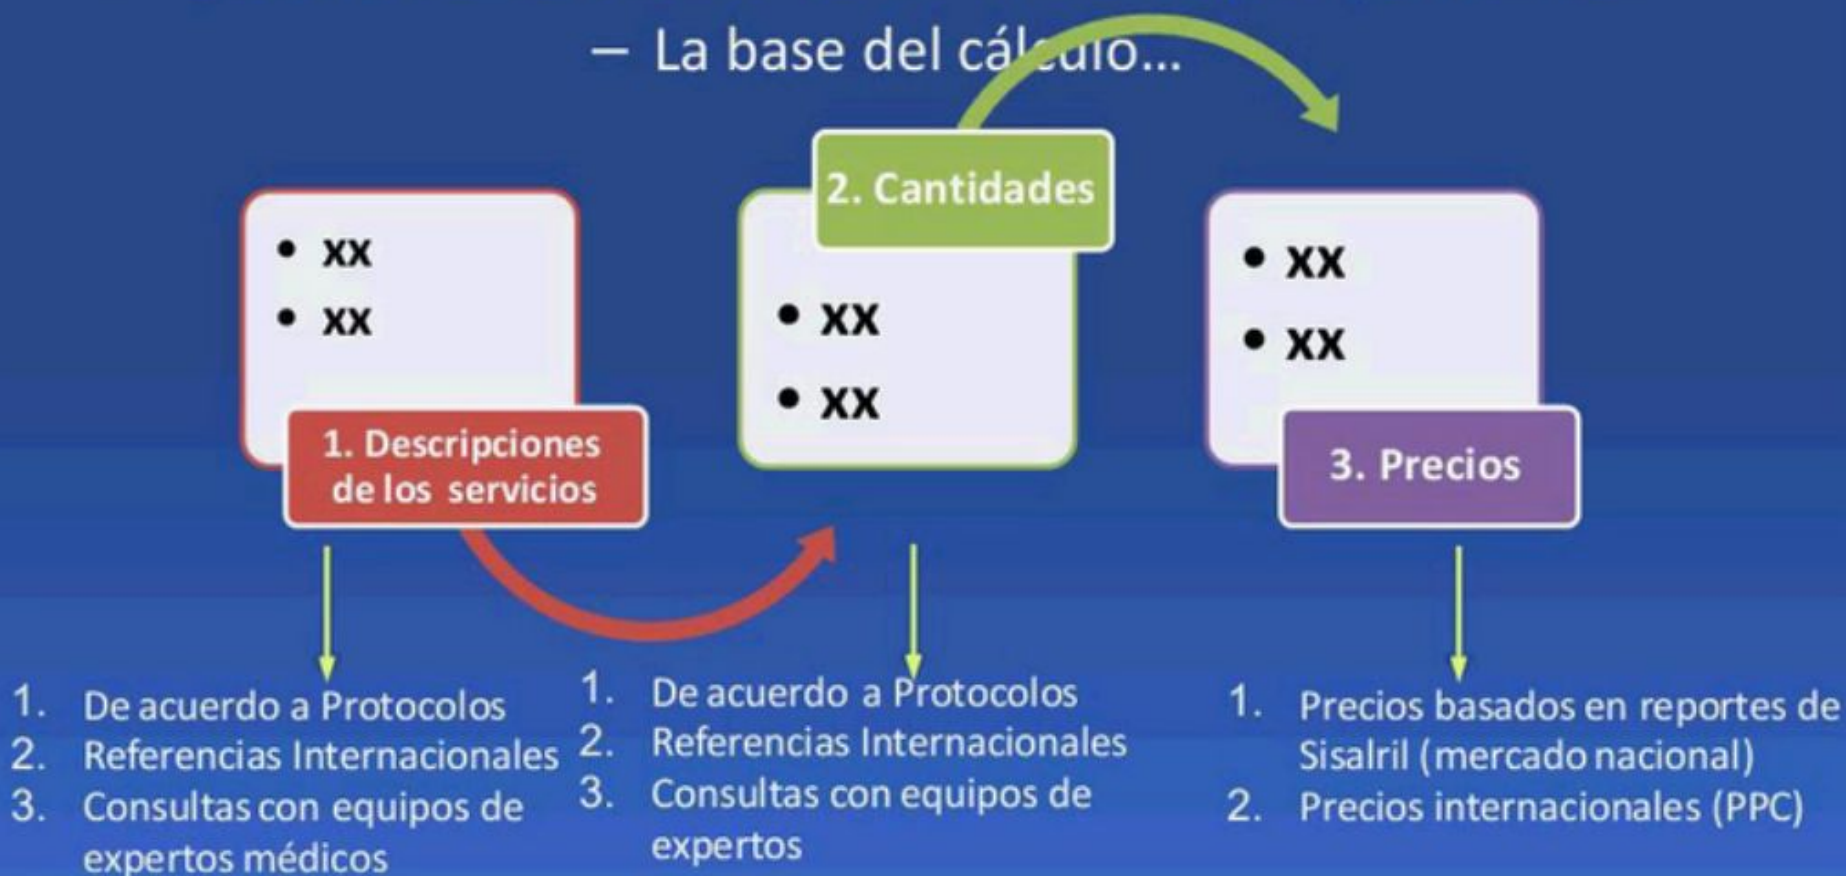 – La base del cálculo...
• xx
• xx
1. Descripciones
de los servicios
2. Cantidades
• xx
• xx
• xx
• xx
3. Precios
1. De acuerdo a Protocolos
2. Referencias Internacionales
3. Consultas con equipos de
expertos médicos
1. De acuerdo a Protocolos
2. Referencias Internacionales
3. Consultas con equipos de
expertos
1. Precios basados en reportes de
Sisalril (mercado nacional)
2. Precios internacionales (PPC)